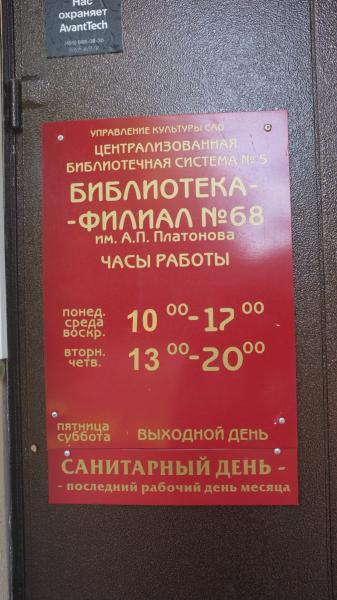 Нас
охраняет
AvantTech
УПРАВЛЕНИЕ КУЛЬТУРЫ САО
ЦЕНТРАЛИЗОВАННАЯ
БИБЛИОТЕЧНАЯ СИСТЕМА № 5
БИБЛИОТЕКА-
-ФИЛИАЛ №68
им. А.П. Платонова
ЧАСЫ РАБОТЫ
понед.
среда
воскр.
10 00-17 00
вторн.
четв.
13 00-20 00
пятница
суббота
ВЫХОДНОЙ ДЕНЬ
САНИТАРНЫЙ ДЕНЬ -
- последний рабочий день месяца